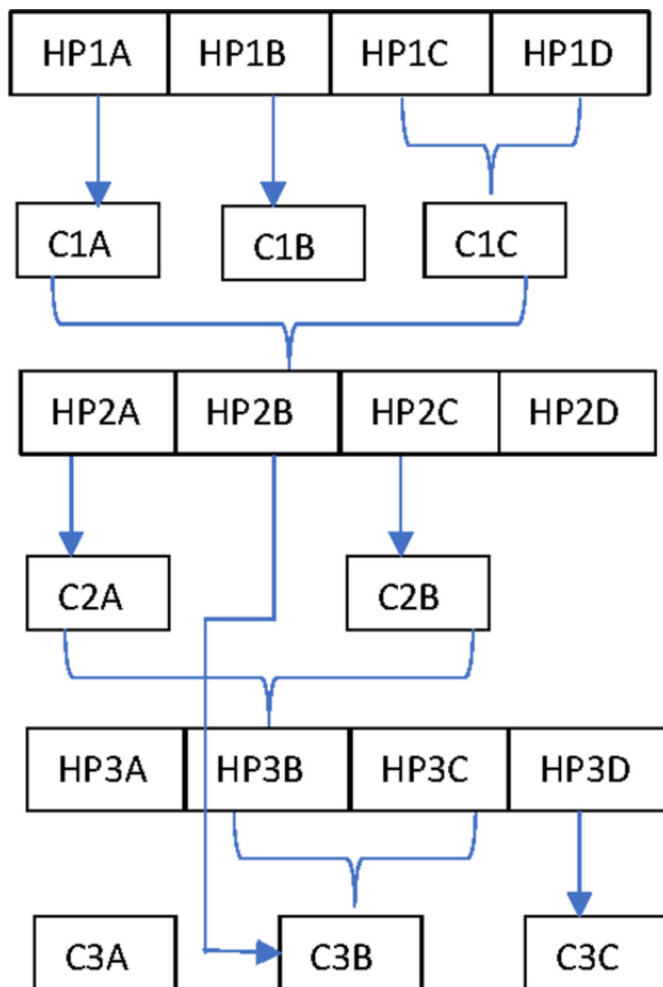 HP1A HP1B HP1C HP1D
C1A C1B C1C
HP2A HP2B HP2C HP2D
C2A C2B
HP3A HP3B HP3C HP3D
C3A C3B C3C